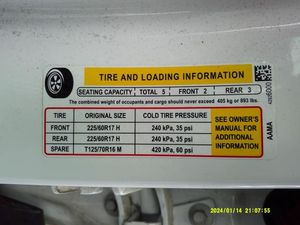 TIRE AND LOADING INFORMATION
SEATING CAPACITY TOTAL 5 FRONT 2 REAR 3
The combined weight of occupants and cargo should never exceed 405 kg or 893 lbs.
TIRE ORIGINAL SIZE COLD TIRE PRESSURE
FRONT 225/60R17 H 240 kPa, 35 psi
REAR 225/60R17 H 240 kPa, 35 psi
SPARE T125/70R16 M 420 kPa, 60 psi
SEE OWNER'S
MANUAL FOR
ADDITIONAL
INFORMATION
AAMA
2024/01/14 21:07:55